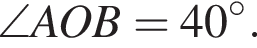 ∠AOB = 40°.